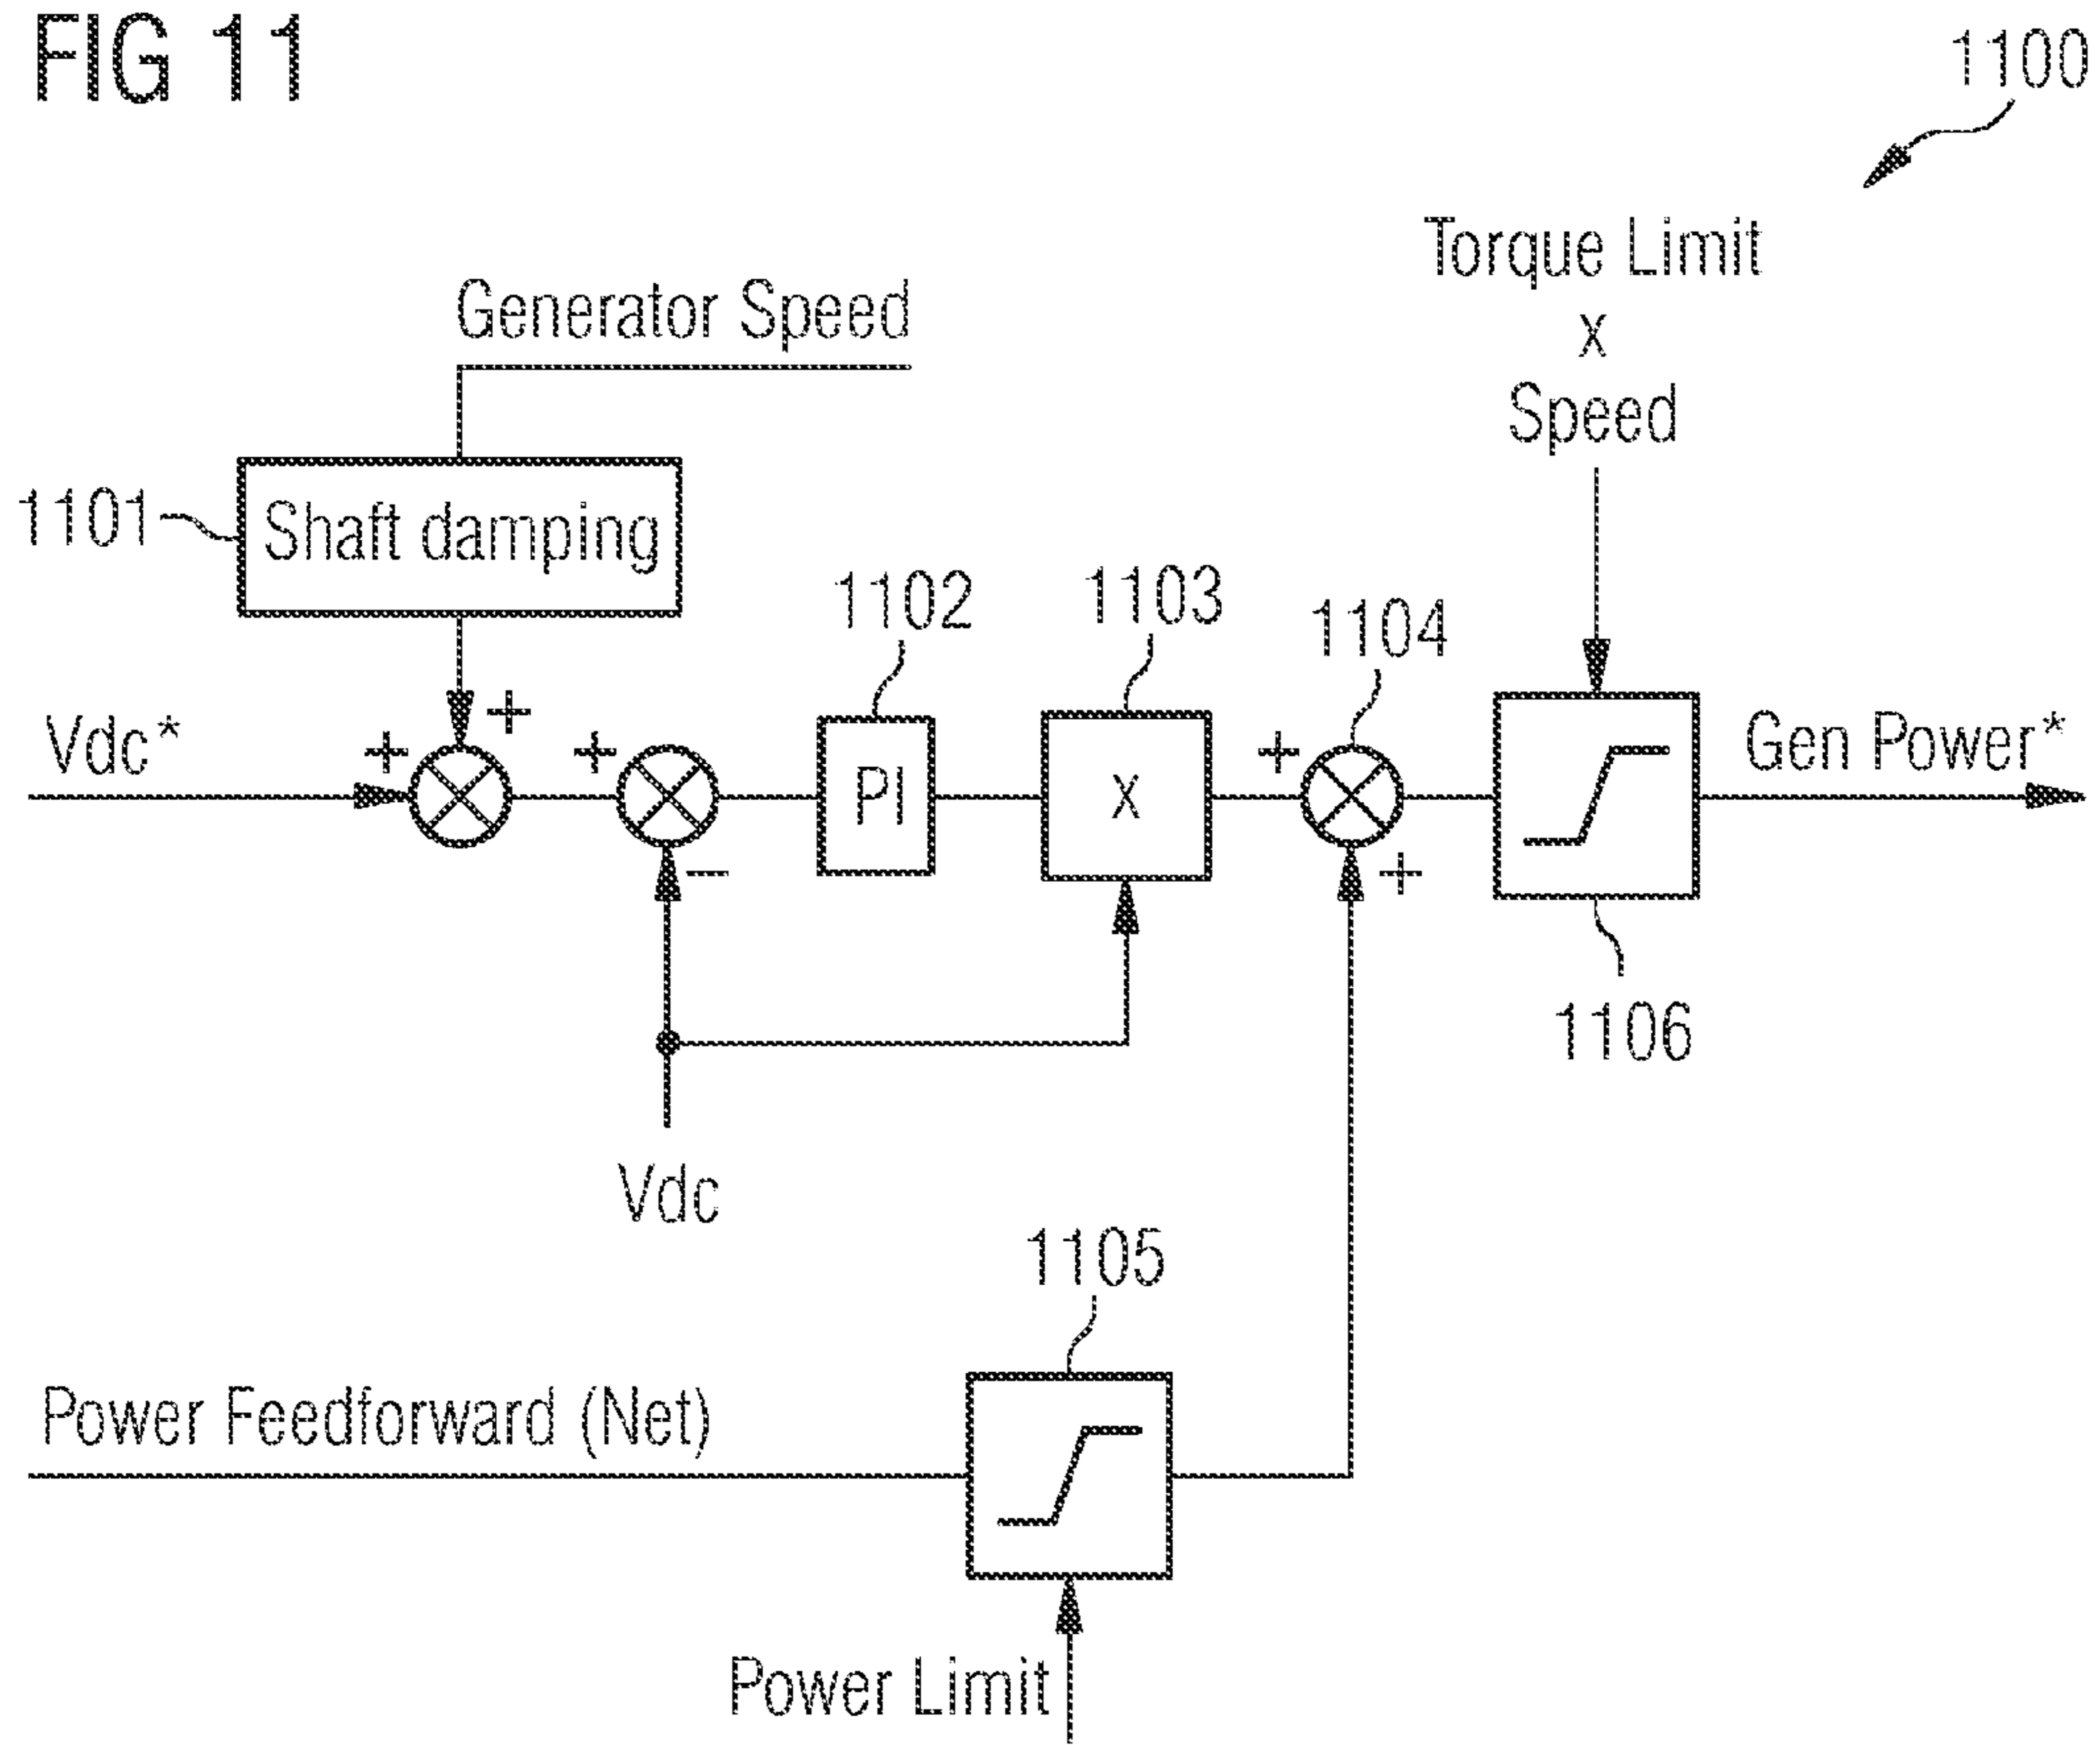 FIG 11
1100
Torque Limit
x
Speed
Generator Speed
1101
Shaft damping
1102
1103
1104
Vdc*
+
+
+
PI
X
+
Gen Power*
-
+
1106
Vdc
1105
Power Feedforward (Net)
Power Limit